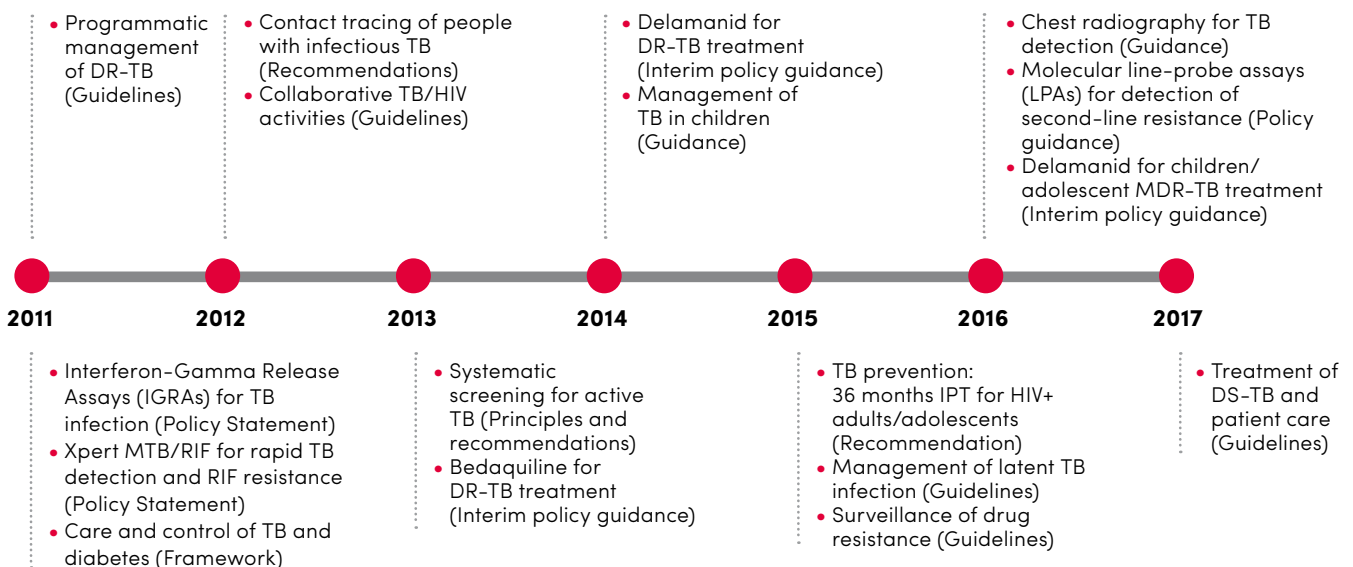 • Programmatic
management
of DR-TB
(Guidelines)
• Contact tracing of people
with infectious TB
(Recommendations)
• Collaborative TB/HIV
activities (Guidelines)
• Delamanid for
DR-TB treatment
(Interim policy guidance)
• Management of
TB in children
(Guidance)
• Chest radiography for TB
detection (Guidance)
• Molecular line-probe assays
(LPAs) for detection of
second-line resistance (Policy
guidance)
• Delamanid for children/
adolescent MDR-TB treatment
(Interim policy guidance)
2011
2012
2013
2014
2015
2016
2017
• Interferon-Gamma Release
Assays (IGRAs) for TB
infection (Policy Statement)
• Xpert MTB/RIF for rapid TB
detection and RIF resistance
(Policy Statement)
• Care and control of TB and
diabetes (Framework)
• Systematic
screening for active
TB (Principles and
recommendations)
• Bedaquiline for
DR-TB treatment
(Interim policy guidance)
• TB prevention:
36 months IPT for HIV+
adults/adolescents
(Recommendation)
• Management of latent TB
infection (Guidelines)
• Surveillance of drug
resistance (Guidelines)
• Treatment of
DS-TB and
patient care
(Guidelines)